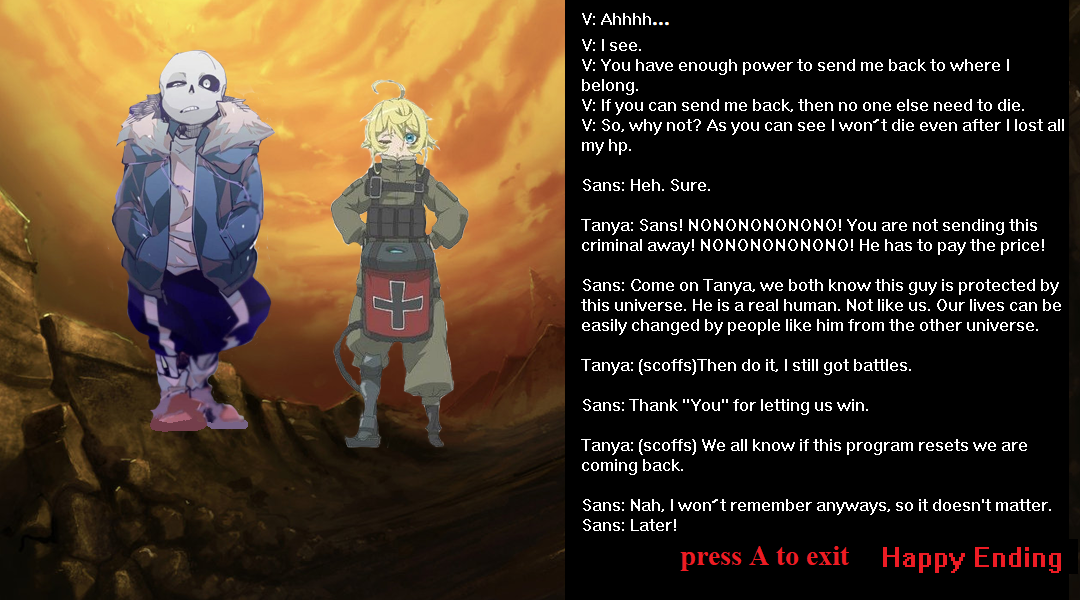 V: Ahhhh...
V: I see.
V: You have enough power to send me back to where I
belong.
V: If you can send me back, then no one else need to die.
V: So, why not? As you can see I won´t die even after I lost all
my hp.
Sans: Heh. Sure.
Tanya: Sans! NONONONONONO! You are not sending this
criminal away! NONONONONONO! He has to pay the price!
Sans: Come on Tanya, we both know this guy is protected by
this universe. He is a real human. Not like us. Our lives can be
easily changed by people like him from the other universe.
Tanya: (scoffs)Then do it, I still got battles.
Sans: Thank "You" for letting us win.
Tanya: (scoffs) We all know if this program resets we are
coming back.
Sans: Nah, I won´t remember anyways, so it doesn't matter.
Sans: Later!
press A to exit Happy Ending